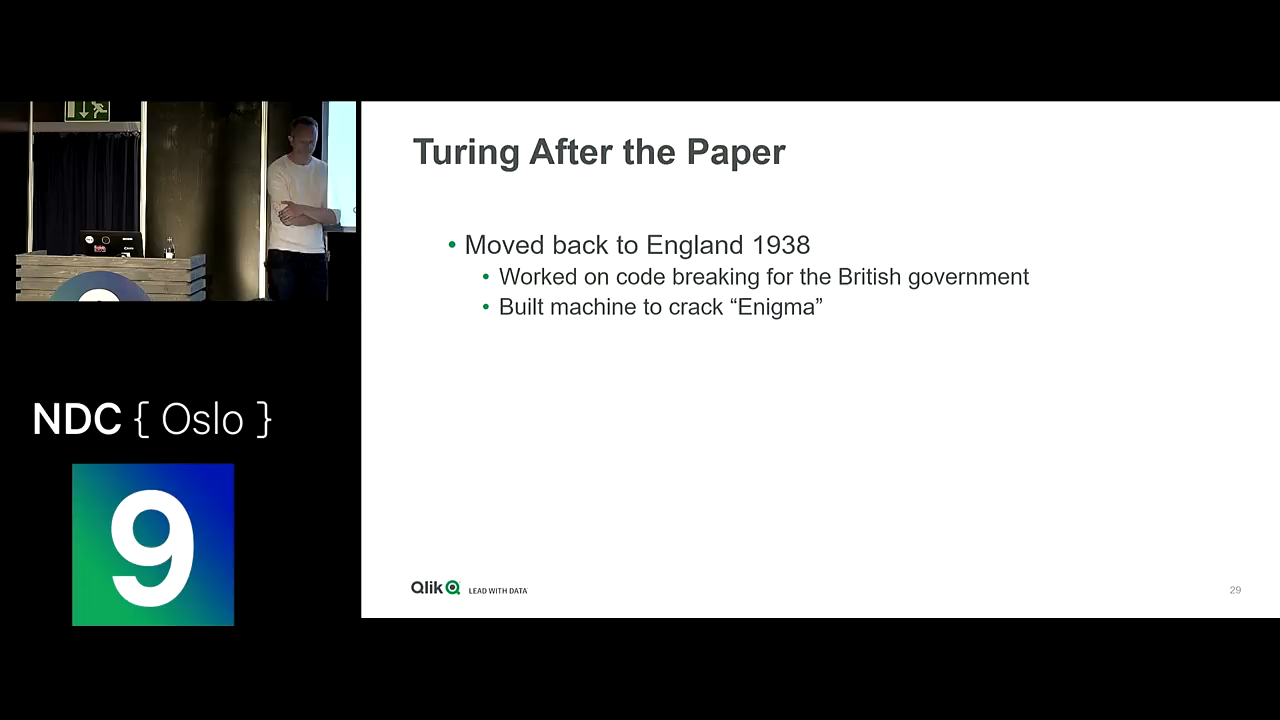 Turing After the Paper
• Moved back to England 1938
• Worked on code breaking for the British government
• Built machine to crack “Enigma”
NDC { Oslo }
9
Qlik LEAD WITH DATA
29